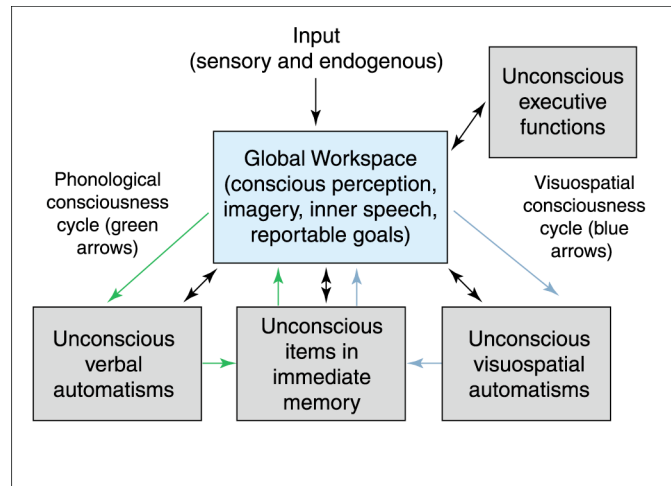 Input
(sensory and endogenous)
Unconscious
executive
functions
Global Workspace
(conscious perception,
imagery, inner speech,
reportable goals)
Phonological
consciousness
cycle (green
arrows)
Visuospatial
consciousness
cycle (blue
arrows)
Unconscious
verbal
automatisms
Unconscious
items in
immediate
memory
Unconscious
visuospatial
automatisms